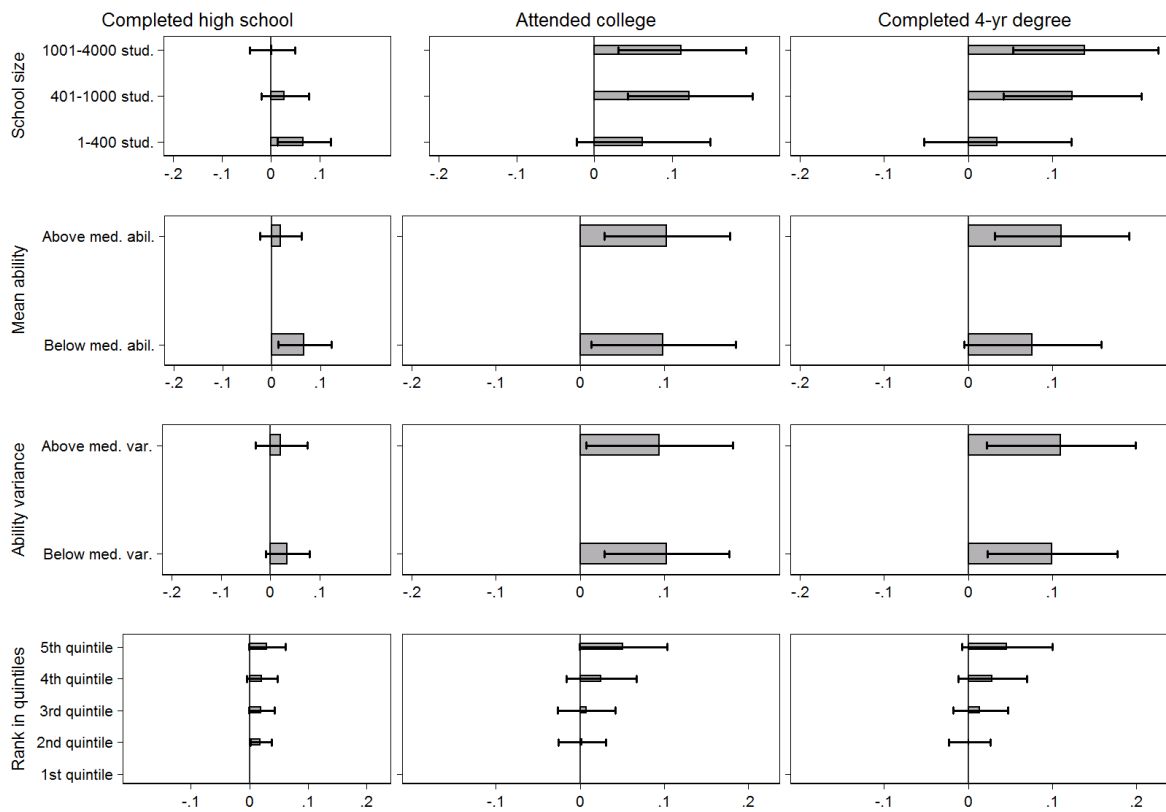 Completed high school
Attended college
Completed 4-yr degree
School size
1001-4000 stud.
401-1000 stud.
1-400 stud.
-.2 -.1 0 .1
-.2 -.1 0 .1
-.2 -.1 0 .1
Mean ability
Above med. abil.
Below med. abil.
-.2 -.1 0 .1
-.2 -.1 0 .1
-.2 -.1 0 .1
Ability variance
Above med. var.
Below med. var.
-.2 -.1 0 .1
-.2 -.1 0 .1
-.2 -.1 0 .1
Rank in quintiles
5th quintile
4th quintile
3rd quintile
2nd quintile
1st quintile
-.1 0 .1 .2
-.1 0 .1 .2
-.1 0 .1 .2